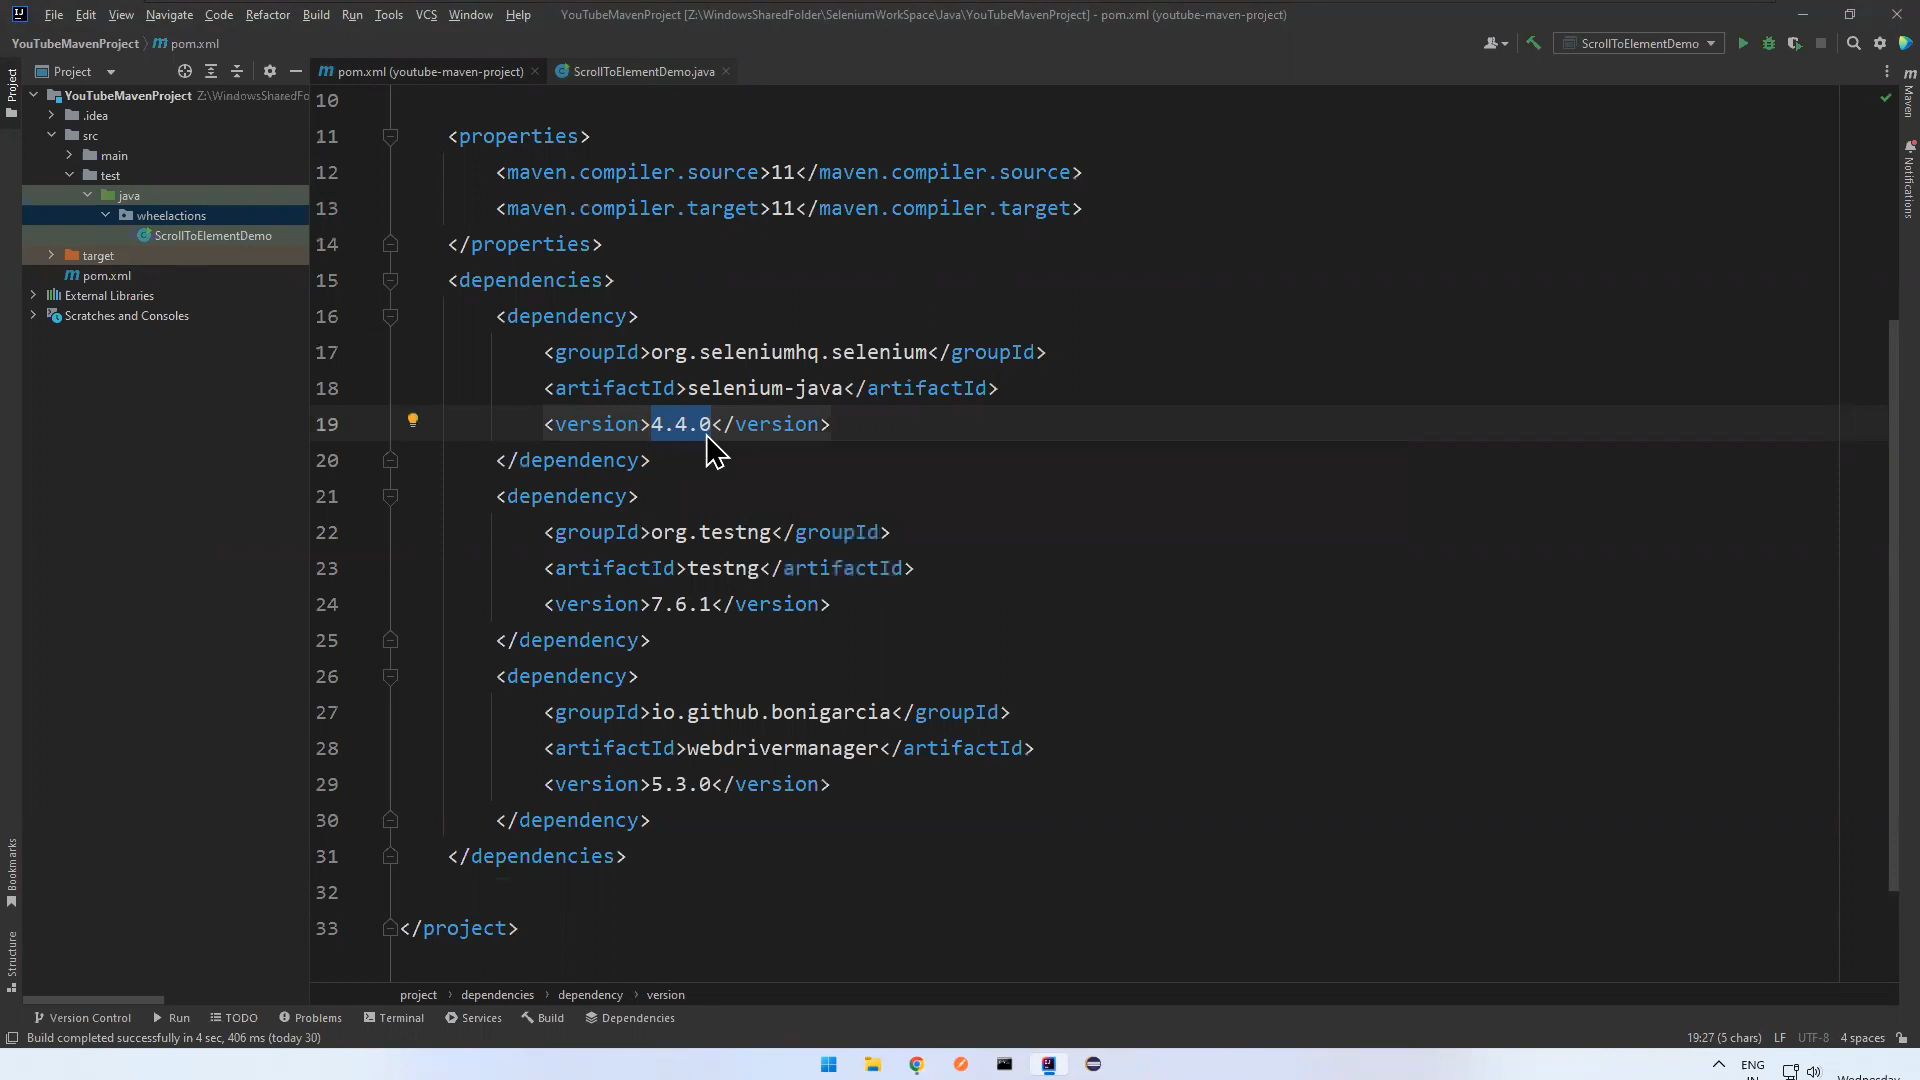 File Edit View Navigate Code Refactor Build Run Tools VCS Window Help YouTubeMavenProject [Z:\WindowsSharedFolder\SeleniumWorkSpace\Java\YouTubeMavenProject] - pom.xml (youtube-maven-project)
YouTubeMavenProject pom.xml ScrollToElementDemo
Project pom.xml (youtube-maven-project) ScrollToElementDemo.java
Project
Maven
Notifications
Bookmarks
Structure
YouTubeMavenProject Z:\WindowsSharedFo
.idea
src
main
test
java
wheelactions
ScrollToElementDemo
target
pom.xml
External Libraries
Scratches and Consoles
10
11 <properties>
12 <maven.compiler.source>11</maven.compiler.source>
13 <maven.compiler.target>11</maven.compiler.target>
14 </properties>
15 <dependencies>
16 <dependency>
17 <groupId>org.seleniumhq.selenium</groupId>
18 <artifactId>selenium-java</artifactId>
19 <version>4.4.0</version>
20 </dependency>
21 <dependency>
22 <groupId>org.testng</groupId>
23 <artifactId>testng</artifactId>
24 <version>7.6.1</version>
25 </dependency>
26 <dependency>
27 <groupId>io.github.bonigarcia</groupId>
28 <artifactId>webdrivermanager</artifactId>
29 <version>5.3.0</version>
30 </dependency>
31 </dependencies>
32
33 </project>
project dependencies dependency version
Version Control Run TODO Problems Terminal Services Build Dependencies
Build completed successfully in 4 sec, 406 ms (today 30) 19:27 (5 chars) LF UTF-8 4 spaces
ENG